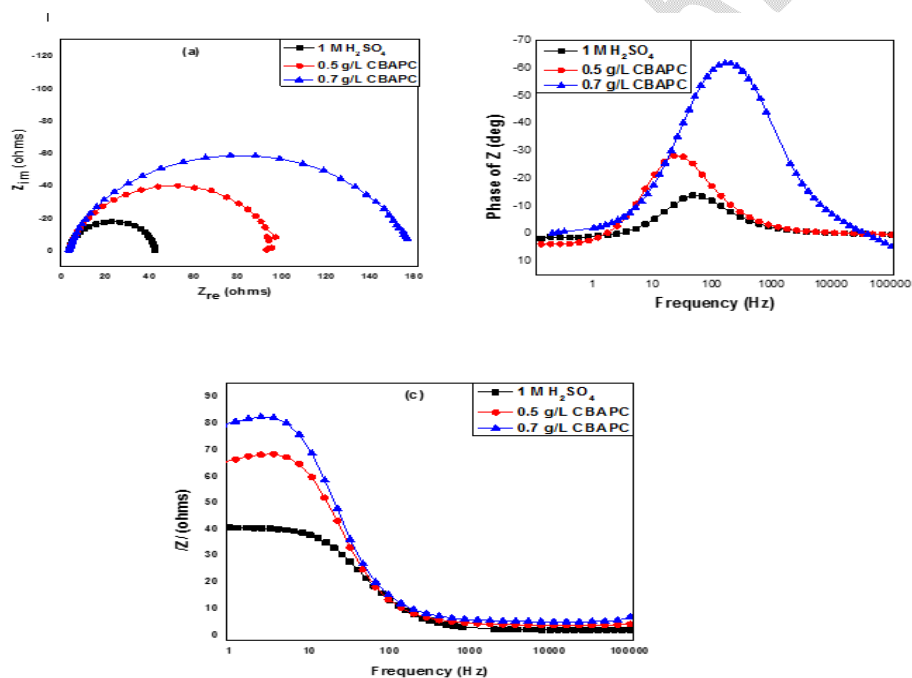 (a)
1 M H₂SO₄
0.5 g/L CBAPC
0.7 g/L CBAPC
-120
-100
-80
-60
-40
-20
0
Z_im (ohms)
0 20 40 60 80 100 120 140 160
Z_re (ohms)
1 M H₂SO₄
0.5 g/L CBAPC
0.7 g/L CBAPC
-70
-60
-50
-40
-30
-20
-10
0
10
Phase of Z (deg)
1 10 100 1000 10000 100000
Frequency (Hz)
(c)
1 M H₂SO₄
0.5 g/L CBAPC
0.7 g/L CBAPC
90
80
70
60
50
40
30
20
10
0
/Z/ (ohms)
1 10 100 1000 10000 100000
Frequency (Hz)